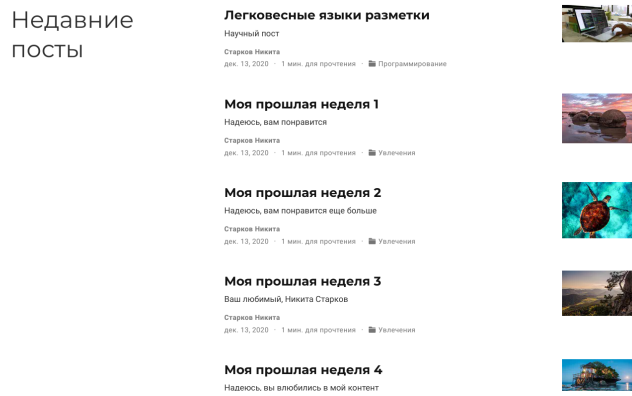 Недавние
посты
Легковесные языки разметки
Научный пост
Старков Никита
дек. 13, 2020 · 1 мин. для прочтения · Программирование
Моя прошлая неделя 1
Надеюсь, вам понравится
Старков Никита
дек. 13, 2020 · 1 мин. для прочтения · Увлечения
Моя прошлая неделя 2
Надеюсь, вам понравится еще больше
Старков Никита
дек. 13, 2020 · 1 мин. для прочтения · Увлечения
Моя прошлая неделя 3
Ваш любимый, Никита Старков
Старков Никита
дек. 13, 2020 · 1 мин. для прочтения · Увлечения
Моя прошлая неделя 4
Надеюсь, вы влюбились в мой контент